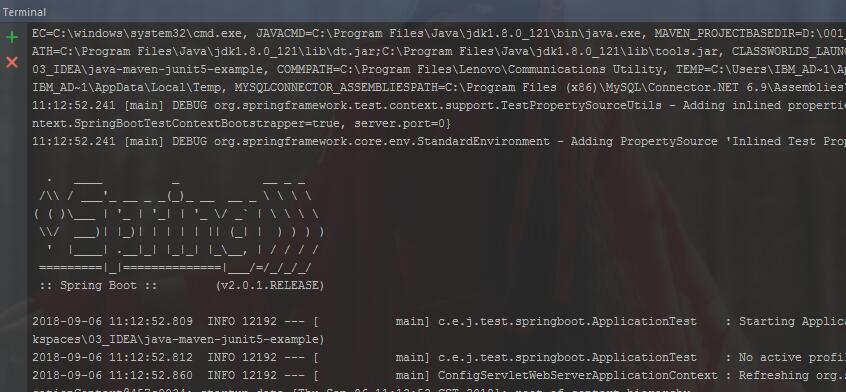 Terminal
EC=C:\windows\system32\cmd.exe, JAVACMD=C:\Program Files\Java\jdk1.8.0_121\bin\java.exe, MAVEN_PROJECTBASEDIR=D:\001_
ATH=C:\Program Files\Java\jdk1.8.0_121\lib\dt.jar;C:\Program Files\Java\jdk1.8.0_121\lib\tools.jar, CLASSWORLDS_LAUN
03_IDEA\java-maven-junit5-example, COMMPATH=C:\Program Files\Lenovo\Communications Utility, TEMP=C:\Users\IBM_AD~1\Ap
IBM_AD~1\AppData\Local\Temp, MYSQLCONNECTOR_ASSEMBLIESPATH=C:\Program Files (x86)\MySQL\Connector.NET 6.9\Assemblies
11:12:52.241 [main] DEBUG org.springframework.test.context.support.TestPropertySourceUtils - Adding inlined properti
ntext.SpringBootTestContextBootstrapper=true, server.port=0}
11:12:52.241 [main] DEBUG org.springframework.core.env.StandardEnvironment - Adding PropertySource 'Inlined Test Prop
  .   ____          _            __ _ _
 /\\ / ___'_ __ _ _(_)_ __  __ _ \ \ \ \
( ( )\___ | '_ | '_| | '_ \/ _` | \ \ \ \
 \\/  ___)| |_)| | | | | || (_| |  ) ) ) )
  '  |____| .__|_| |_|_| |_\__, | / / / /
 =========|_|==============|___/=/_/_/_/
 :: Spring Boot ::        (v2.0.1.RELEASE)
2018-09-06 11:12:52.809  INFO 12192 --- [           main] c.e.j.test.springboot.ApplicationTest    : Starting Applic
kspaces\03_IDEA\java-maven-junit5-example)
2018-09-06 11:12:52.812  INFO 12192 --- [           main] c.e.j.test.springboot.ApplicationTest    : No active profil
2018-09-06 11:12:52.860  INFO 12192 --- [           main] ConfigServletWebServerApplicationContext : Refreshing org.s